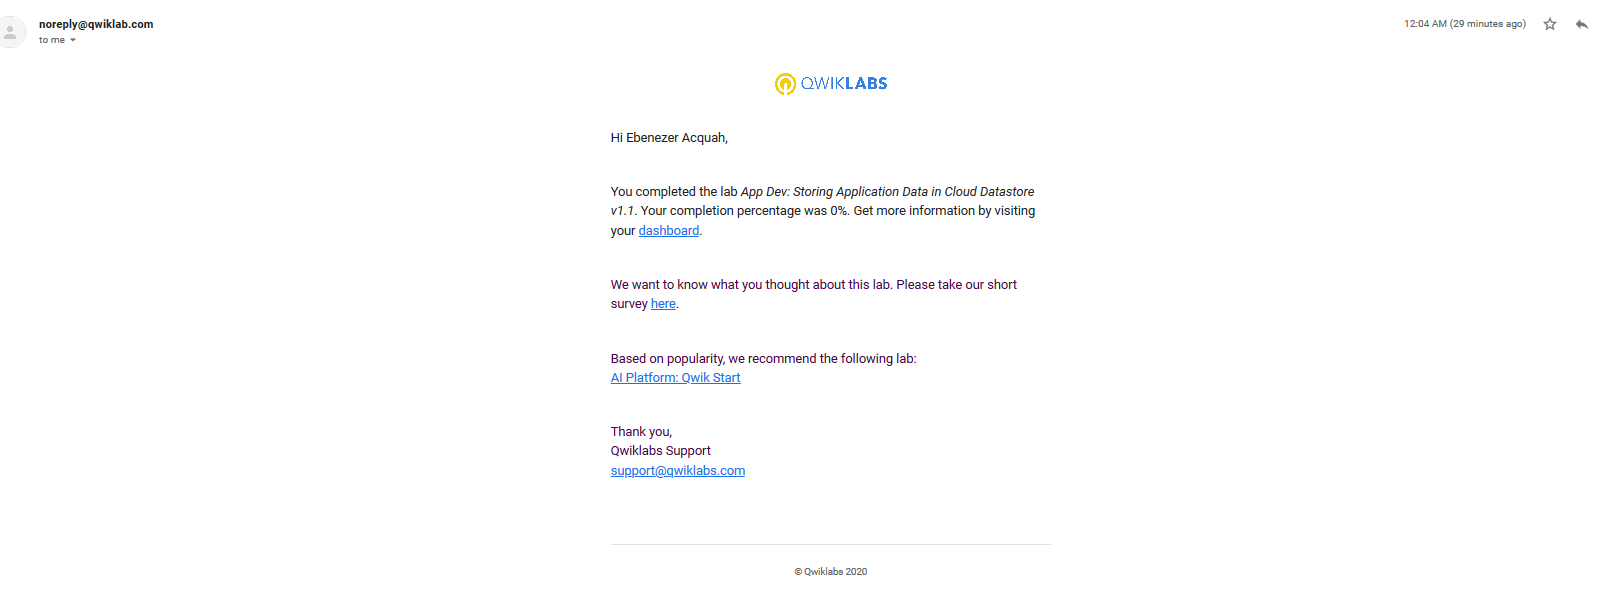 noreply@qwiklab.com
12:04 AM (29 minutes ago)
to me
QWIKLABS
Hi Ebenezer Acquah,
You completed the lab App Dev: Storing Application Data in Cloud Datastore
v1.1. Your completion percentage was 0%. Get more information by visiting
your dashboard.
We want to know what you thought about this lab. Please take our short
survey here.
Based on popularity, we recommend the following lab:
AI Platform: Qwik Start
Thank you,
Qwiklabs Support
support@qwiklabs.com
© Qwiklabs 2020